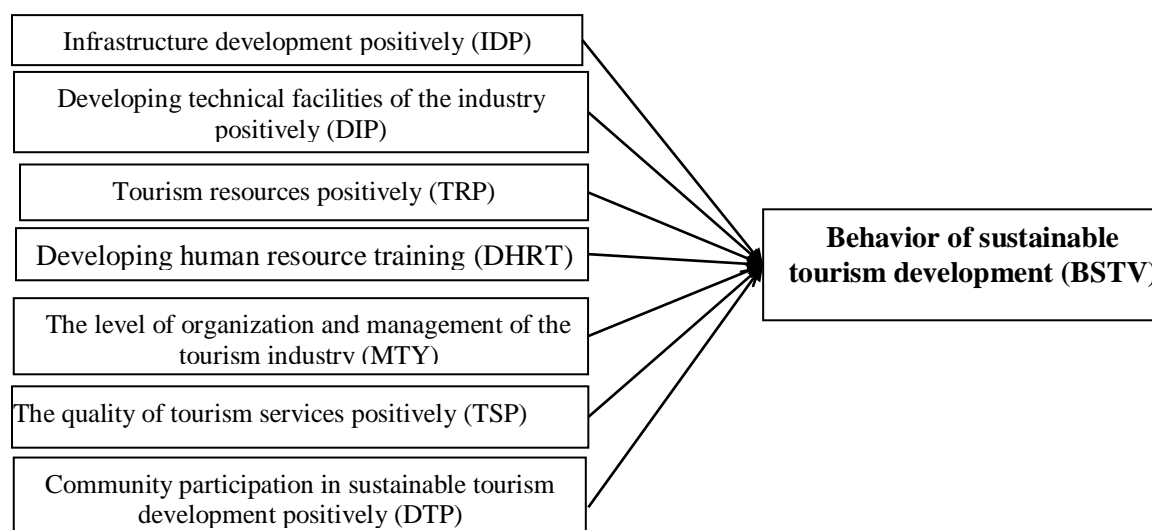 Infrastructure development positively (IDP)
Developing technical facilities of the industry
positively (DIP)
Tourism resources positively (TRP)
Developing human resource training (DHRT)
The level of organization and management of the
tourism industry (MTY)
The quality of tourism services positively (TSP)
Community participation in sustainable tourism
development positively (DTP)
Behavior of sustainable
tourism development (BSTV)